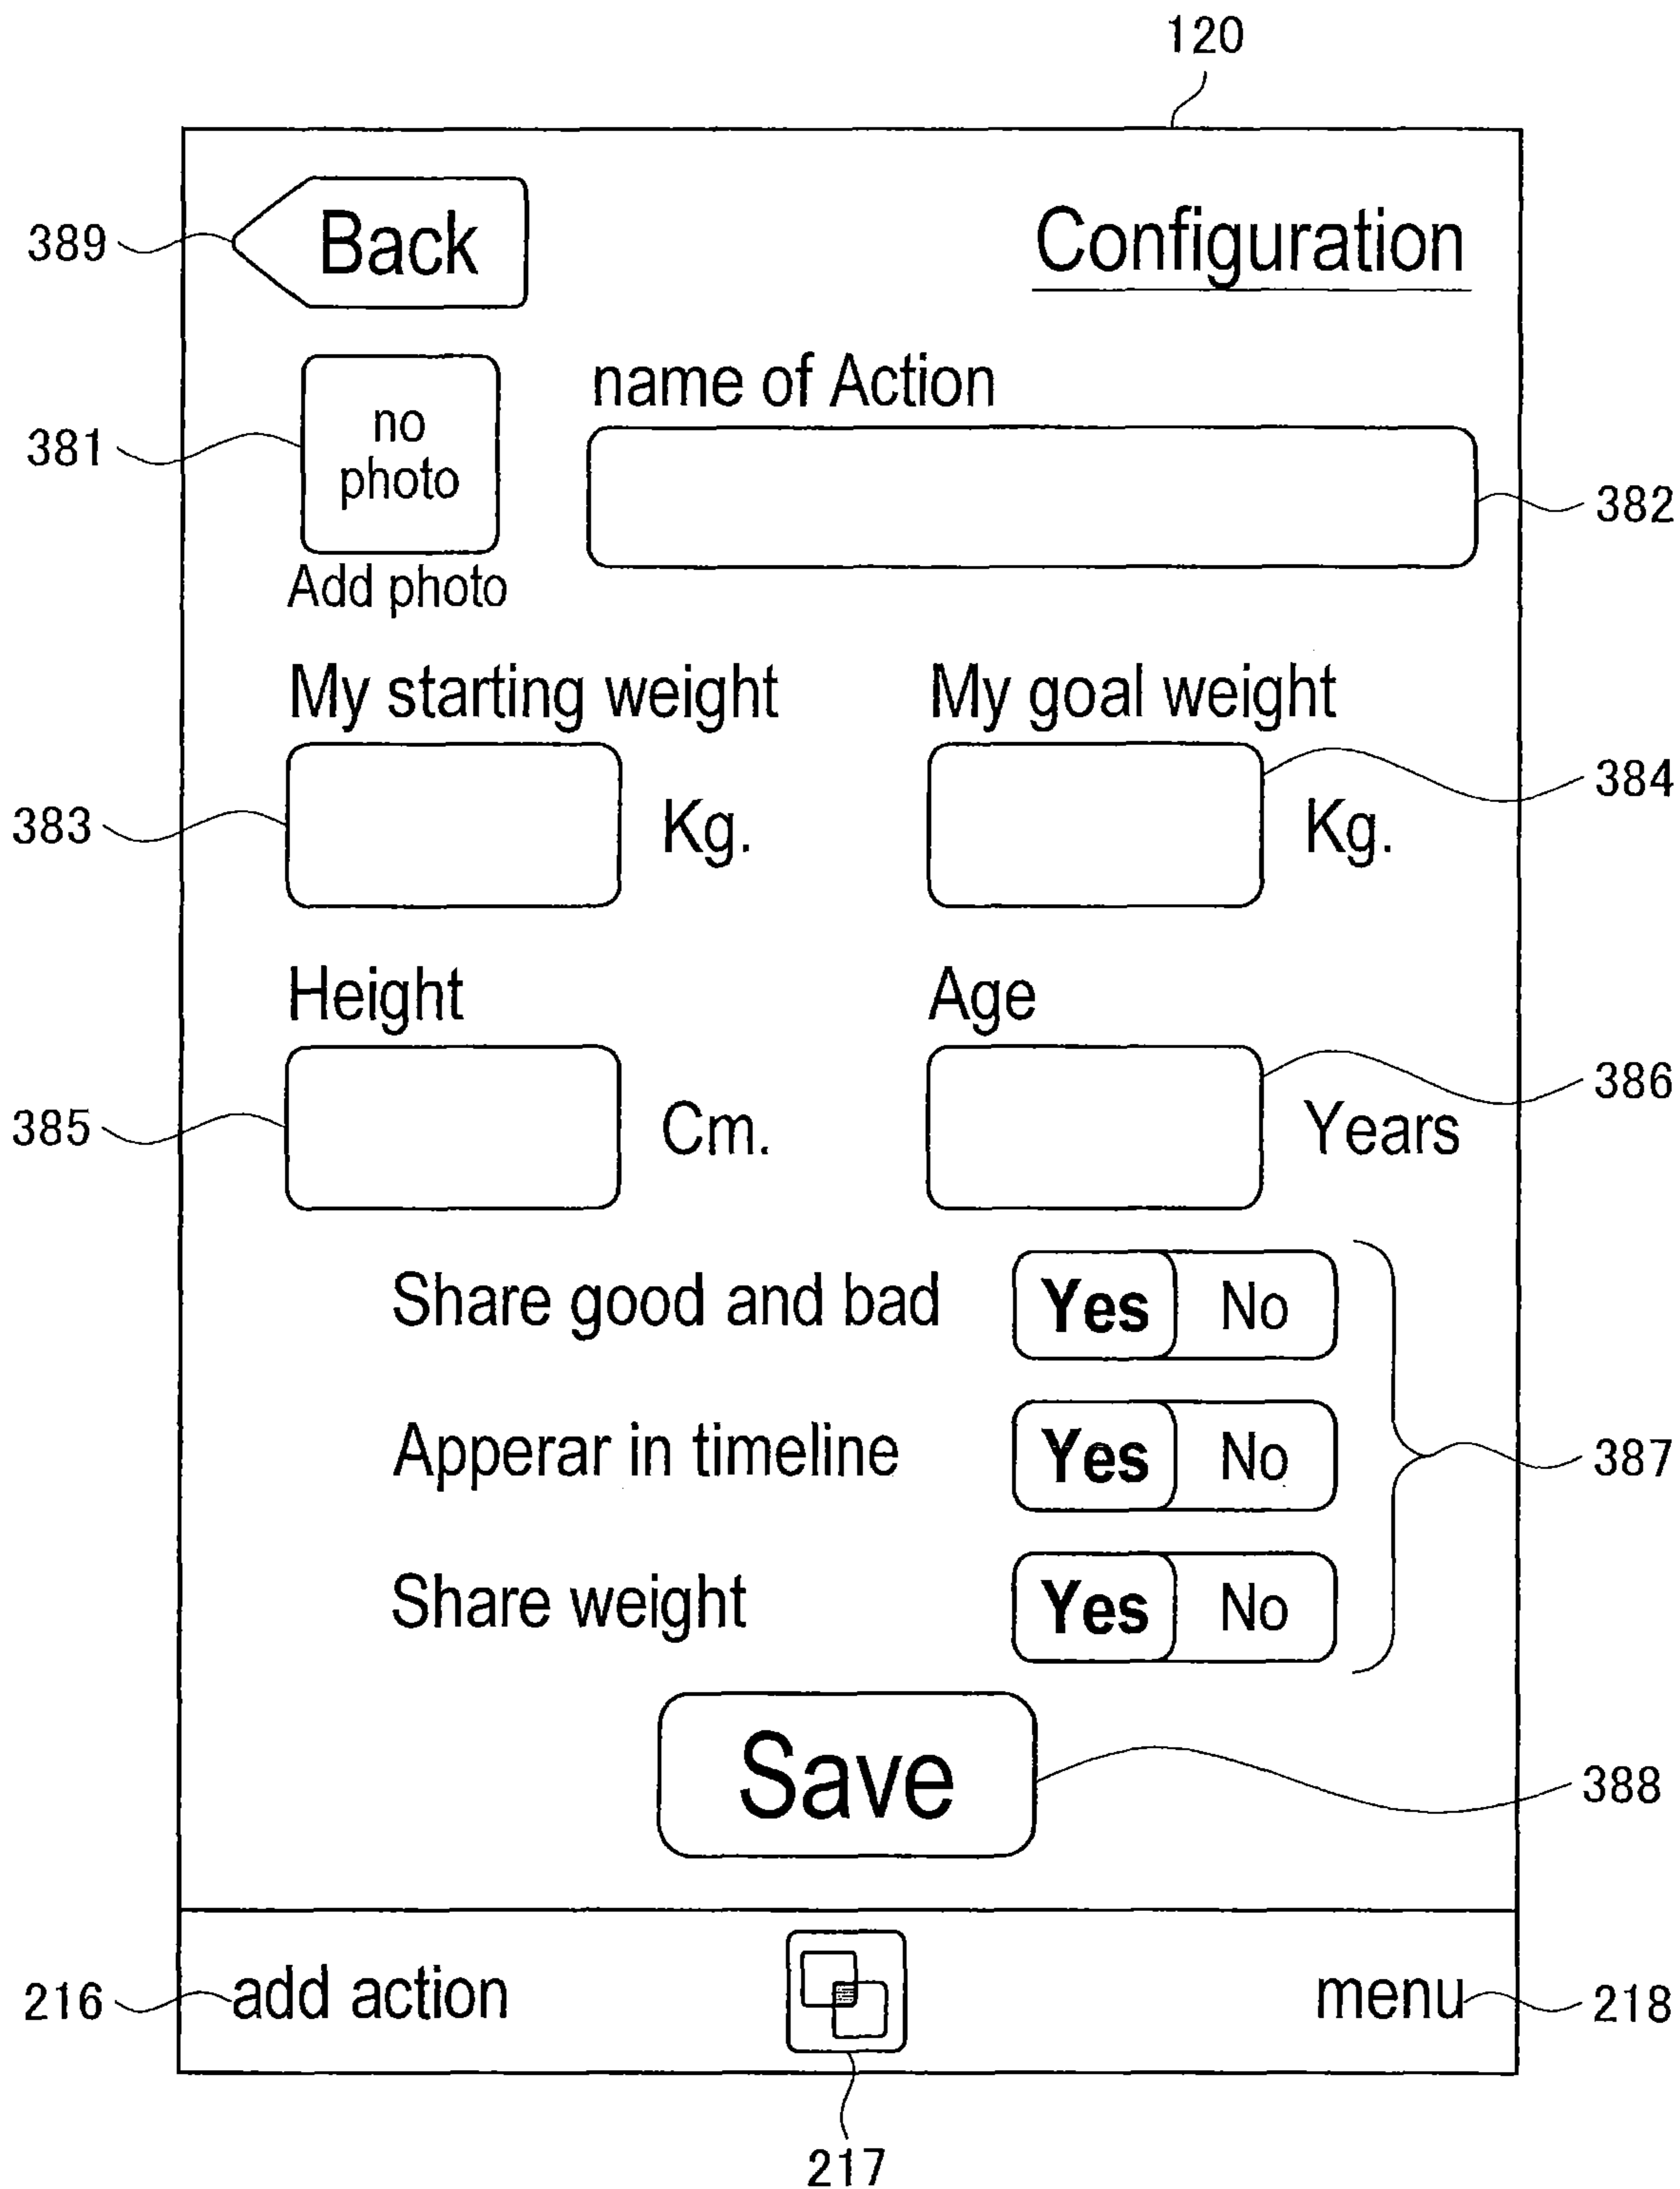 120
389 Back Configuration
name of Action
381 no
photo
382
Add photo
My starting weight My goal weight
384
383 Kg. Kg.
Height Age
386
385 Cm. Years
Share good and bad Yes No
Apperar in timeline Yes No 387
Share weight Yes No
Save 388
216 add action menu 218
217